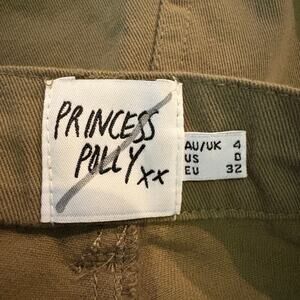 PRINCESS
POLLY xx
AU/UK 4
US 0
EU 32